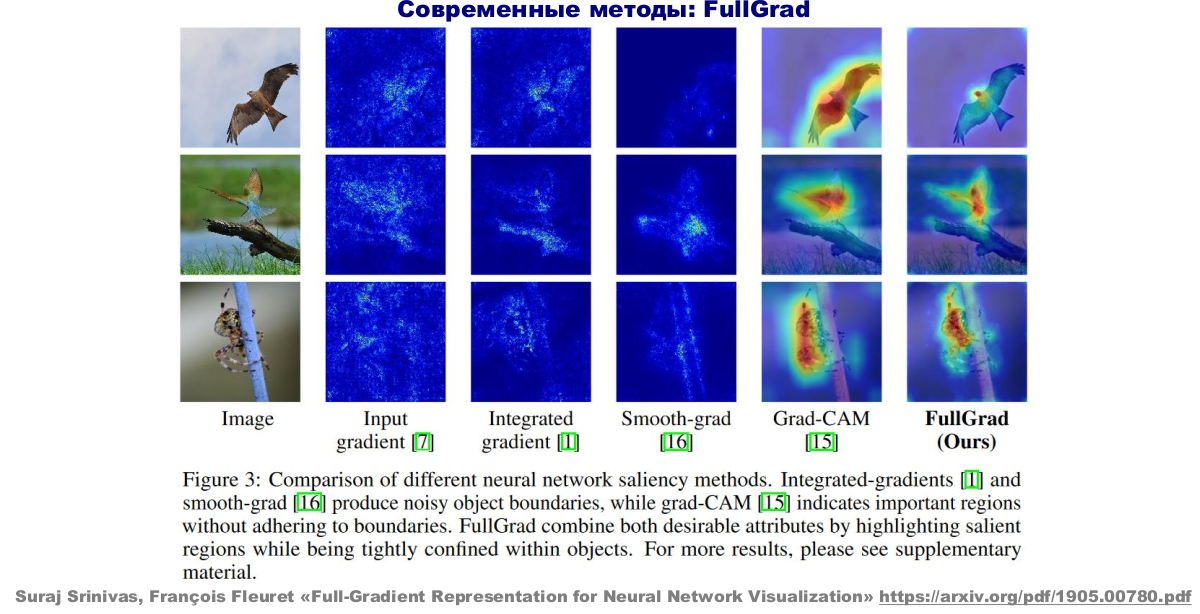 Современные методы: FullGrad
Image
Input
gradient [7]
Integrated
gradient [1]
Smooth-grad
[16]
Grad-CAM
[15]
FullGrad
(Ours)
Figure 3: Comparison of different neural network saliency methods. Integrated-gradients [1] and
smooth-grad [16] produce noisy object boundaries, while grad-CAM [15] indicates important regions
without adhering to boundaries. FullGrad combine both desirable attributes by highlighting salient
regions while being tightly confined within objects. For more results, please see supplementary
material.
Suraj Srinivas, François Fleuret «Full-Gradient Representation for Neural Network Visualization» https://arxiv.org/pdf/1905.00780.pdf